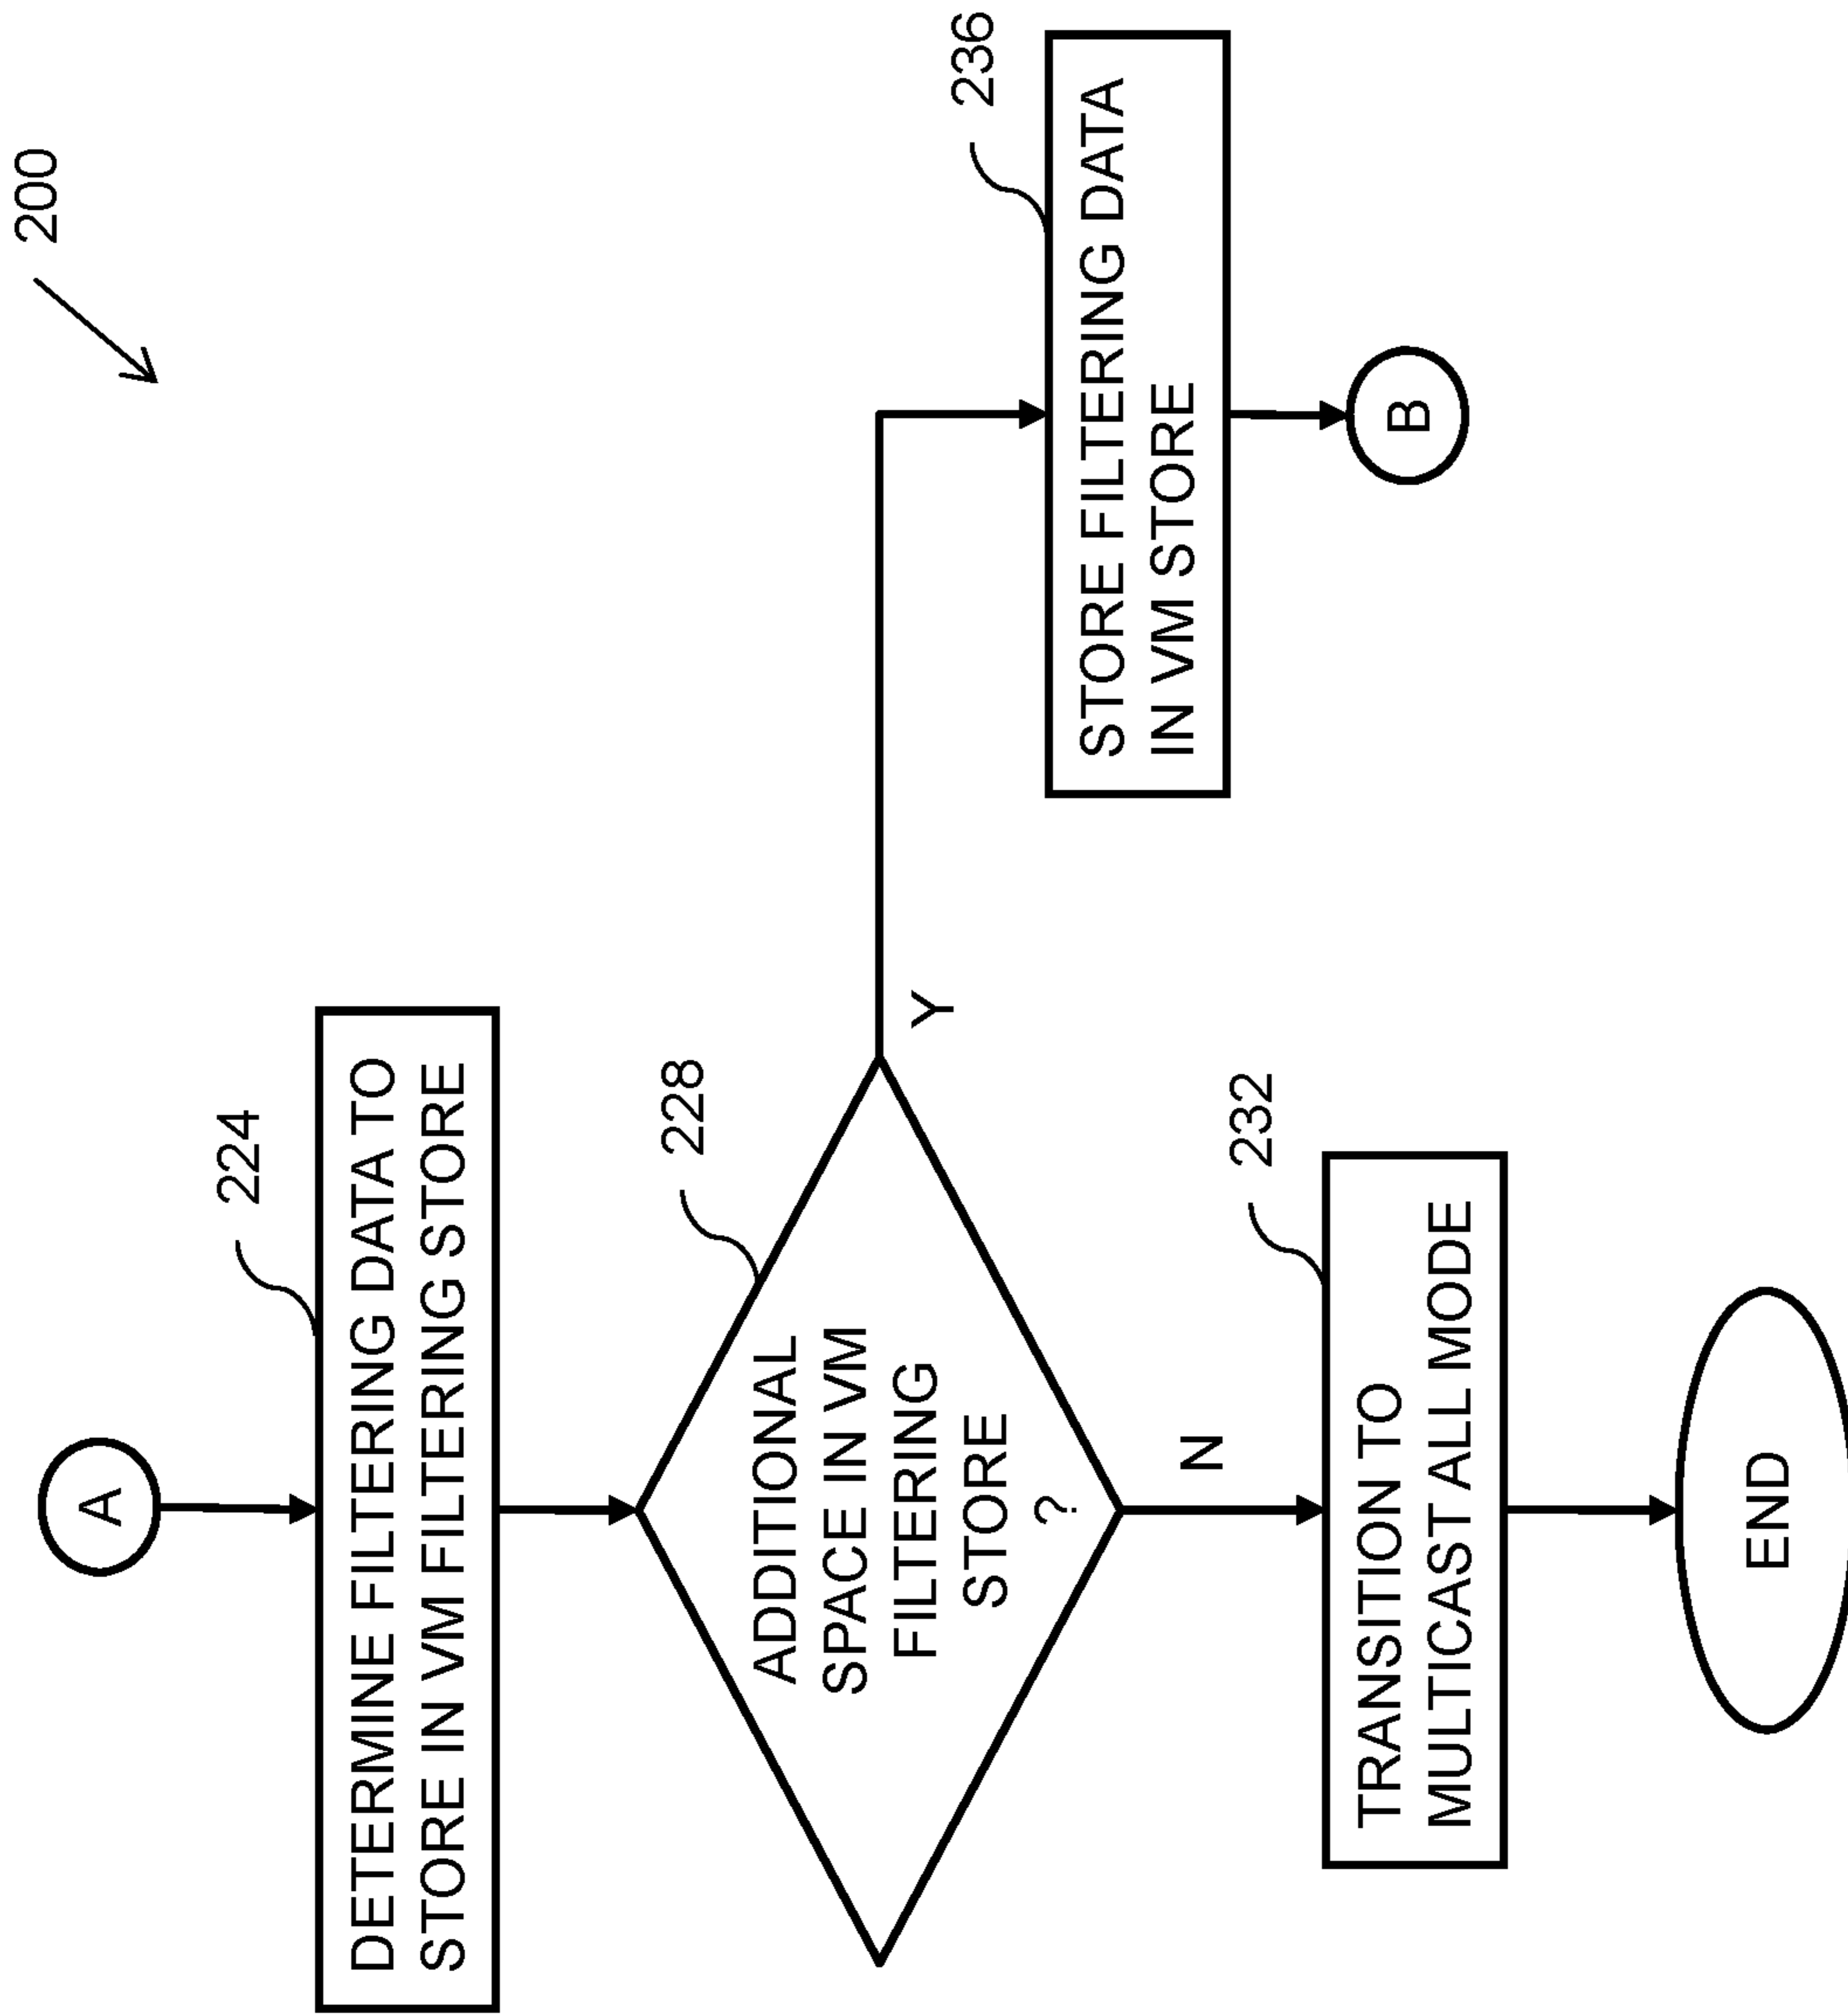 200
A
224
DETERMINE FILTERING DATA TO
STORE IN VM FILTERING STORE
228
ADDITIONAL
SPACE IN VM
FILTERING
STORE
?
Y
236
STORE FILTERING DATA
IN VM STORE
B
N
232
TRANSITION TO
MULTICAST ALL MODE
END